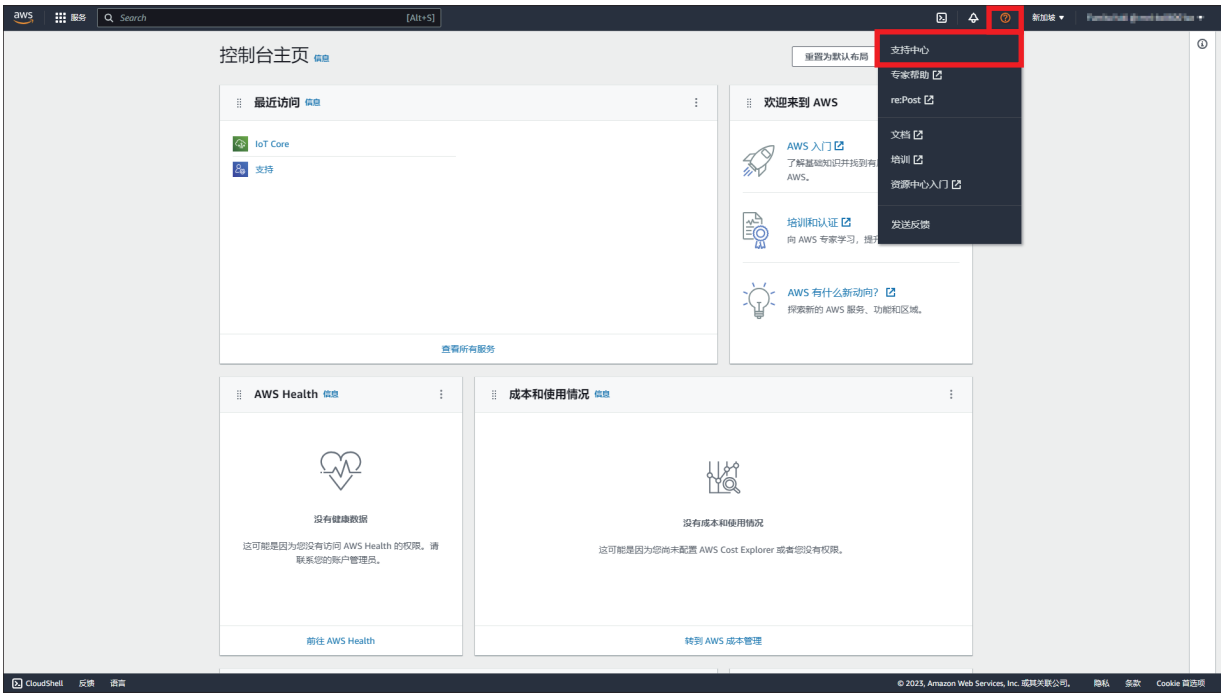 aws
服务
Search
[Alt+S]
新加坡
控制台主页 信息
重置为默认布局
支持中心
专家帮助
re:Post
文档
培训
资源中心入门
发送反馈
最近访问 信息
IoT Core
支持
查看所有服务
欢迎来到 AWS
AWS 入门
了解基础知识并找到有
AWS。
培训和认证
向 AWS 专家学习，提升
AWS 有什么新动向？
探索新的 AWS 服务、功能和区域。
AWS Health 信息
没有健康数据
这可能是因为您没有访问 AWS Health 的权限。请
联系您的账户管理员。
前往 AWS Health
成本和使用情况 信息
没有成本和使用情况
这可能是因为您尚未配置 AWS Cost Explorer 或者您没有权限。
转到 AWS 成本管理
CloudShell
反馈
语言
© 2023, Amazon Web Services, Inc. 或其关联公司。
隐私
条款
Cookie 首选项